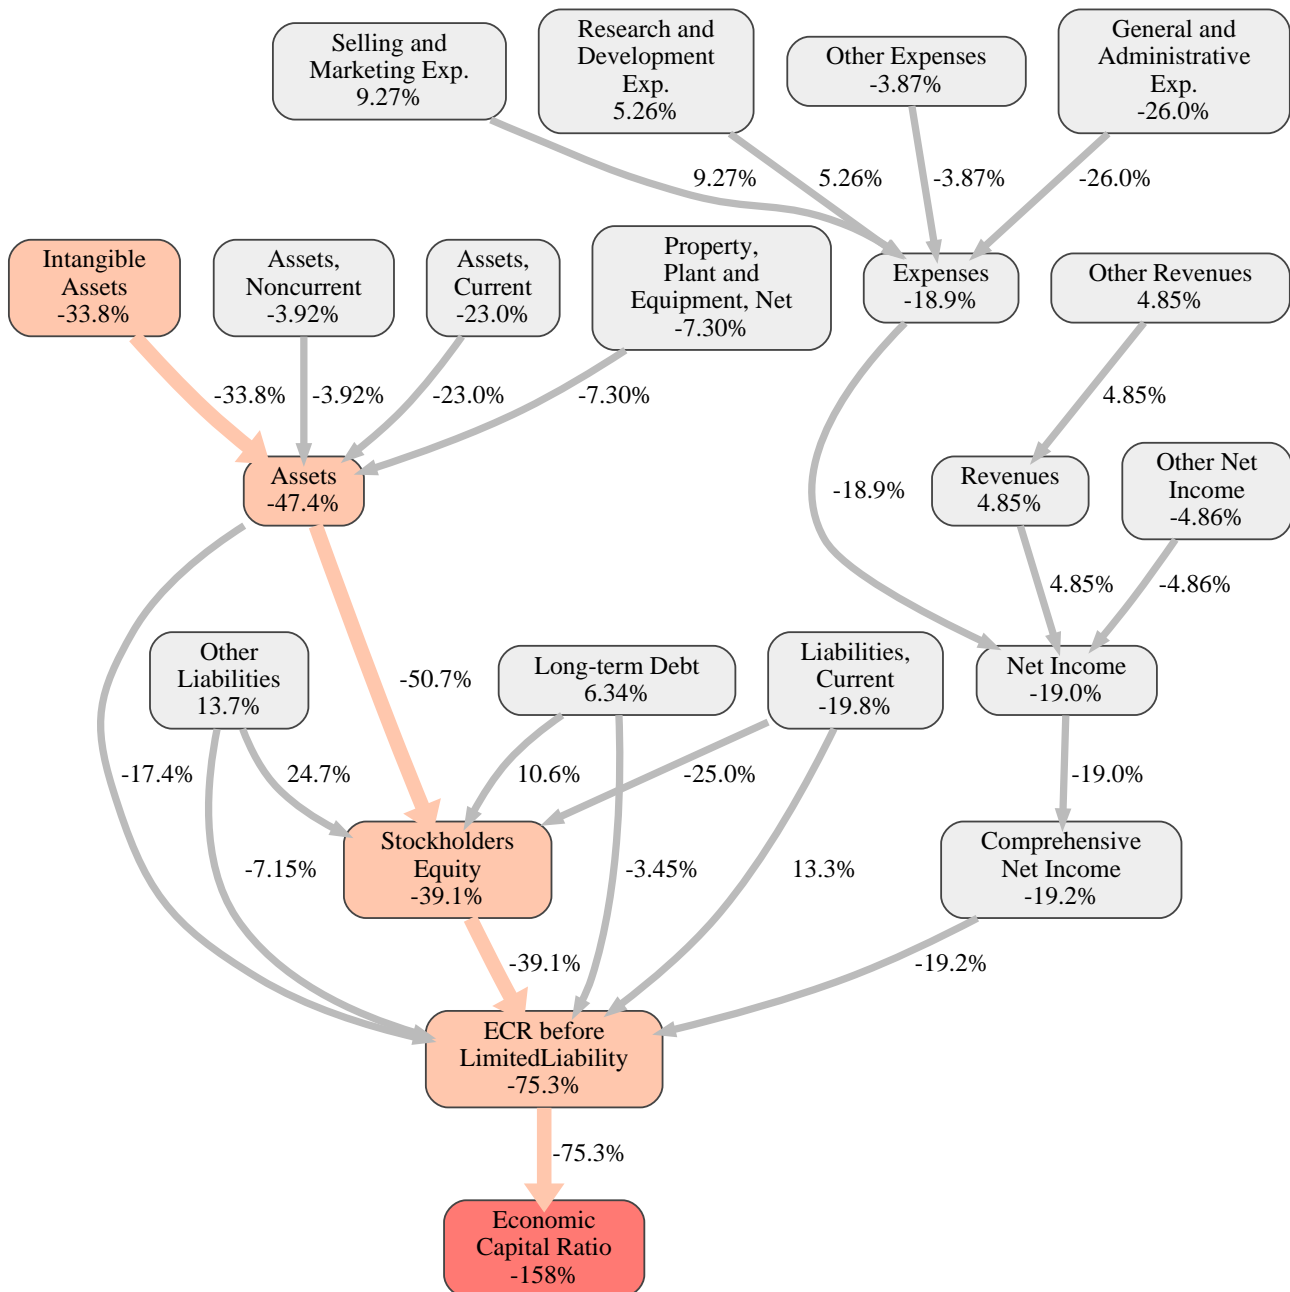 Selling and
Marketing Exp.
9.27%
Research and
Development
Exp.
5.26%
Other Expenses
-3.87%
General and
Administrative
Exp.
-26.0%
9.27%
5.26%
-3.87%
-26.0%
Intangible
Assets
-33.8%
Assets,
Noncurrent
-3.92%
Assets,
Current
-23.0%
Property,
Plant and
Equipment, Net
-7.30%
Expenses
-18.9%
Other Revenues
4.85%
-33.8%
-3.92%
-23.0%
-7.30%
4.85%
Assets
-47.4%
-18.9%
Revenues
4.85%
Other Net
Income
-4.86%
4.85%
-4.86%
Other
Liabilities
13.7%
-50.7%
Long-term Debt
6.34%
Liabilities,
Current
-19.8%
Net Income
-19.0%
-17.4%
24.7%
10.6%
-25.0%
-19.0%
Stockholders
Equity
-39.1%
-7.15%
-3.45%
13.3%
Comprehensive
Net Income
-19.2%
-39.1%
-19.2%
ECR before
LimitedLiability
-75.3%
-75.3%
Economic
Capital Ratio
-158%